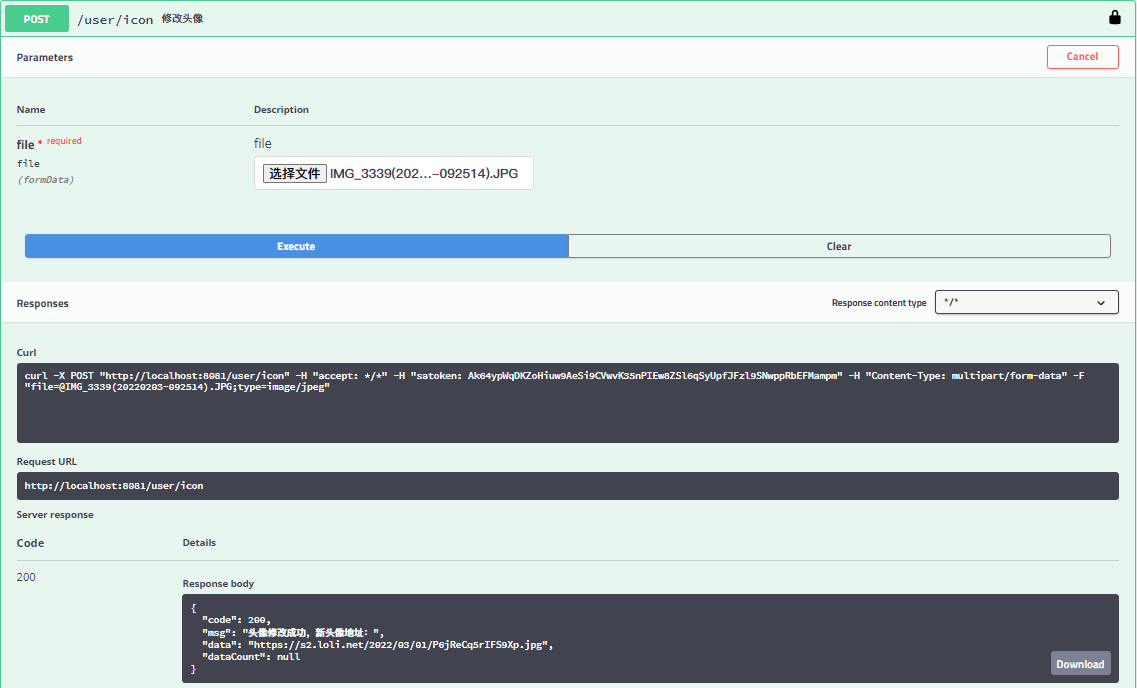 POST /user/icon 修改头像
Parameters
Cancel
Name Description
file * required file
file 选择文件 IMG_3339(202...-092514).JPG
(formData)
Execute Clear
Responses Response content type */*
Curl
curl -X POST "http://localhost:8081/user/icon" -H "accept: */*" -H "satoken: Ak64ypWqDKZoHiuw9AeSi9CVwvK35nPIEw8ZSl6qSyUpfJFzl9SNwppRbEFMampm" -H "Content-Type: multipart/form-data" -F
"file=@IMG_3339(20220203-092514).JPG;type=image/jpeg"
Request URL
http://localhost:8081/user/icon
Server response
Code Details
200
Response body
{
"code": 200,
"msg": "头像修改成功，新头像地址：",
"data": "https://s2.loli.net/2022/03/01/P6jReCq5rIFS9Xp.jpg",
"dataCount": null
}
Download